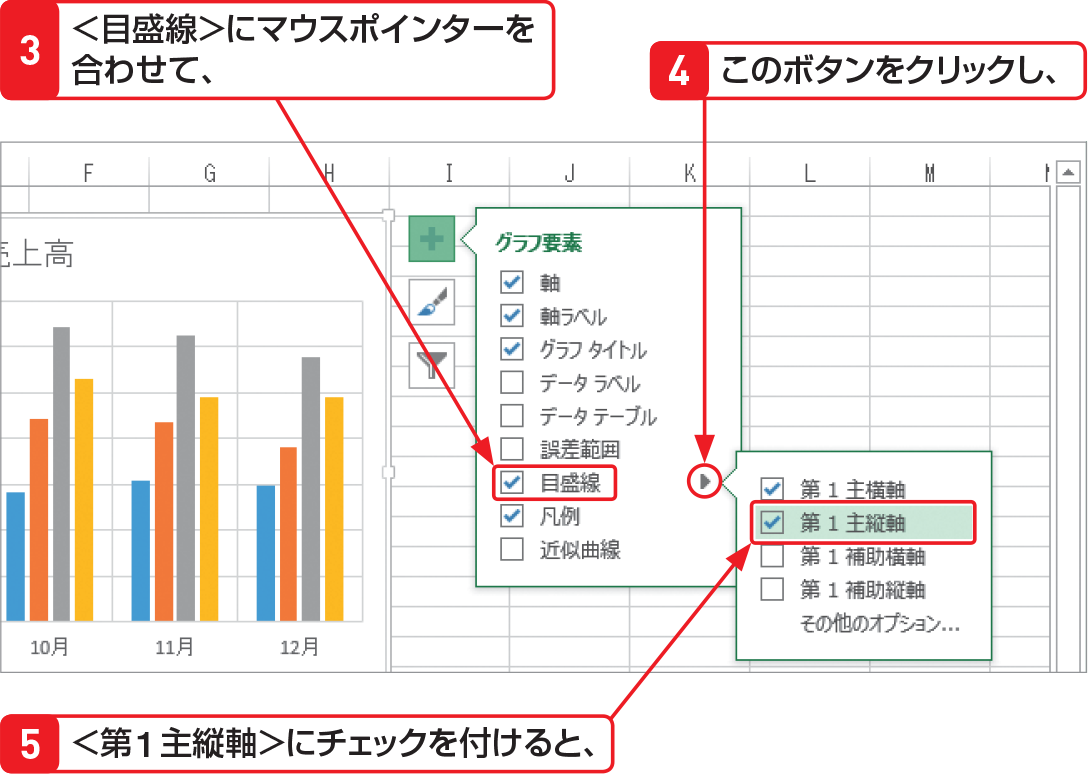 3 <目盛線>にマウスポインターを
合わせて、
4 このボタンをクリックし、
F G H I J K L M
上高
グラフ要素
軸
軸ラベル
グラフ タイトル
データ ラベル
データ テーブル
誤差範囲
目盛線
凡例
近似曲線
第 1 主横軸
第 1 主縦軸
第 1 補助横軸
第 1 補助縦軸
その他のオプション...
10月 11月 12月
5 <第1主縦軸>にチェックを付けると、